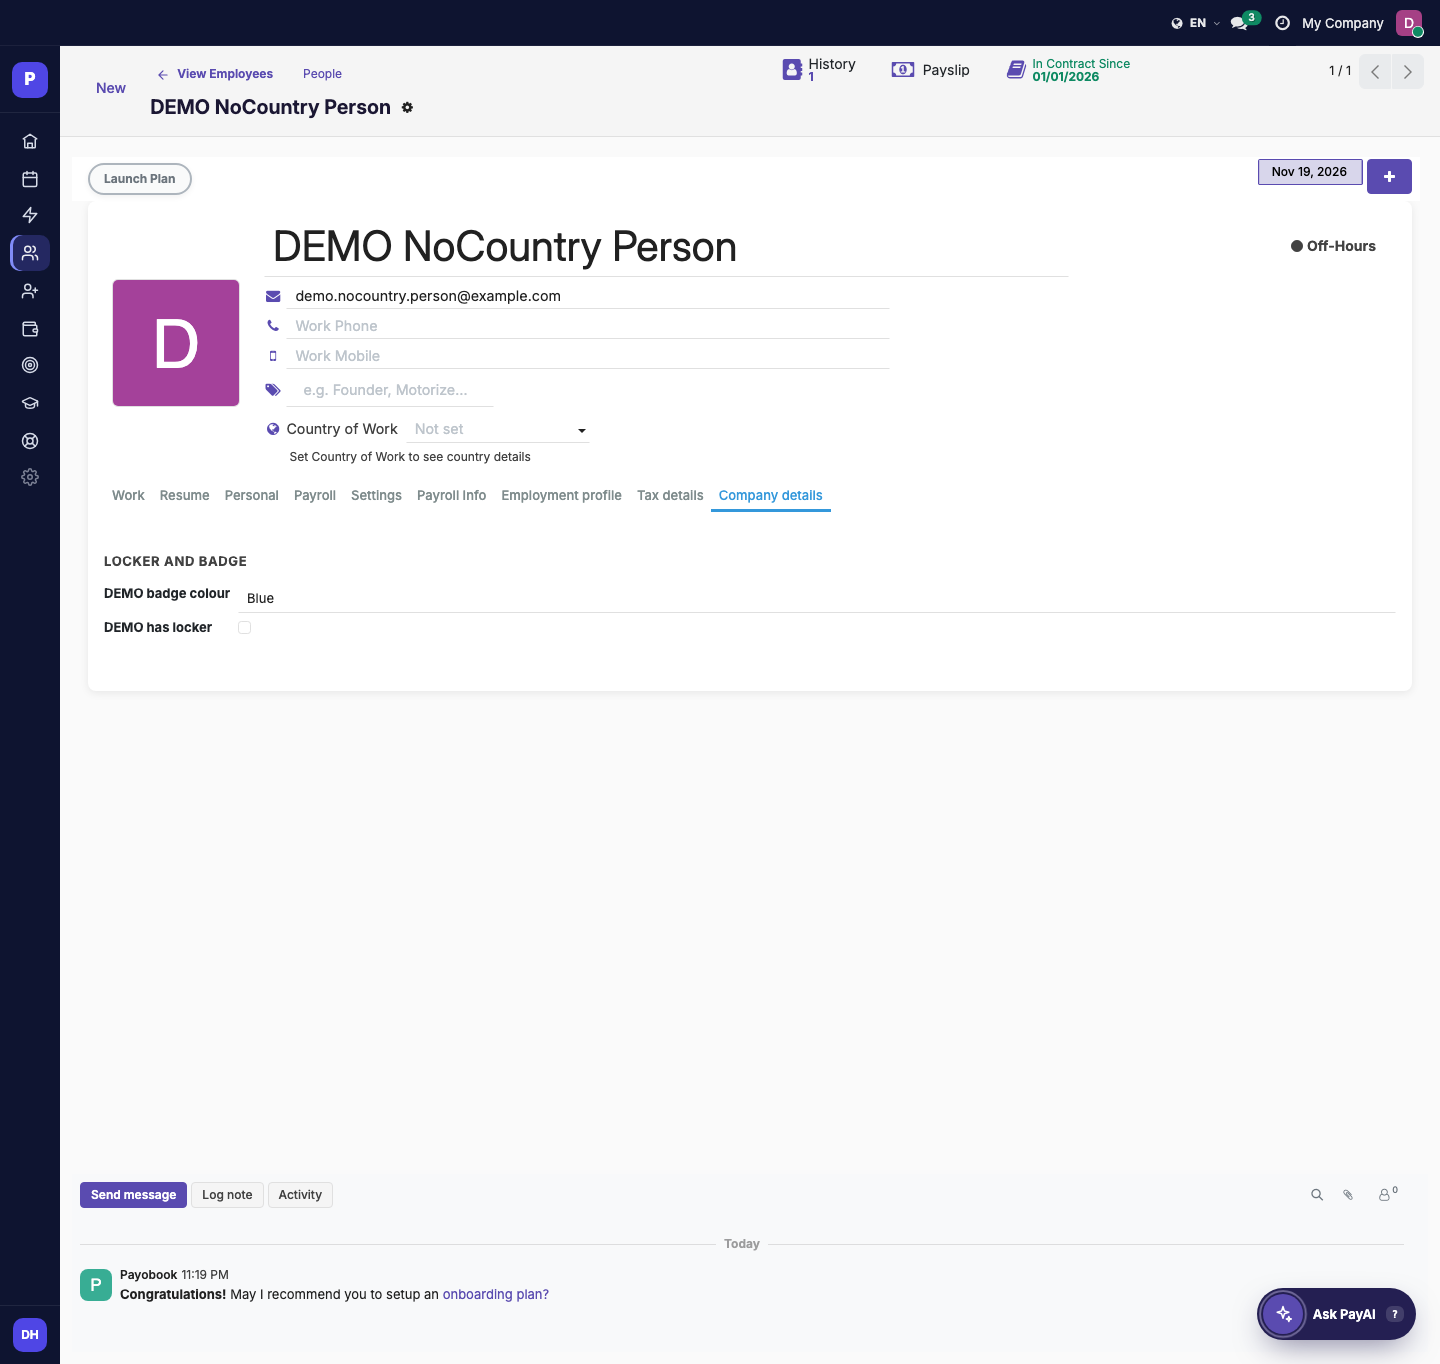 EN
3
My Company
D
P
New
View Employees
People
DEMO NoCountry Person
History
1
Payslip
In Contract Since
01/01/2026
1 / 1
Launch Plan
Nov 19, 2026
+
DEMO NoCountry Person
Off-Hours
D
demo.nocountry.person@example.com
Work Phone
Work Mobile
e.g. Founder, Motorize...
Country of Work
Not set
Set Country of Work to see country details
Work
Resume
Personal
Payroll
Settings
Payroll Info
Employment profile
Tax details
Company details
LOCKER AND BADGE
DEMO badge colour
Blue
DEMO has locker
Send message
Log note
Activity
0
Today
P
Payobook 11:19 PM
Congratulations! May I recommend you to setup an onboarding plan?
Ask PayAI
?
DH